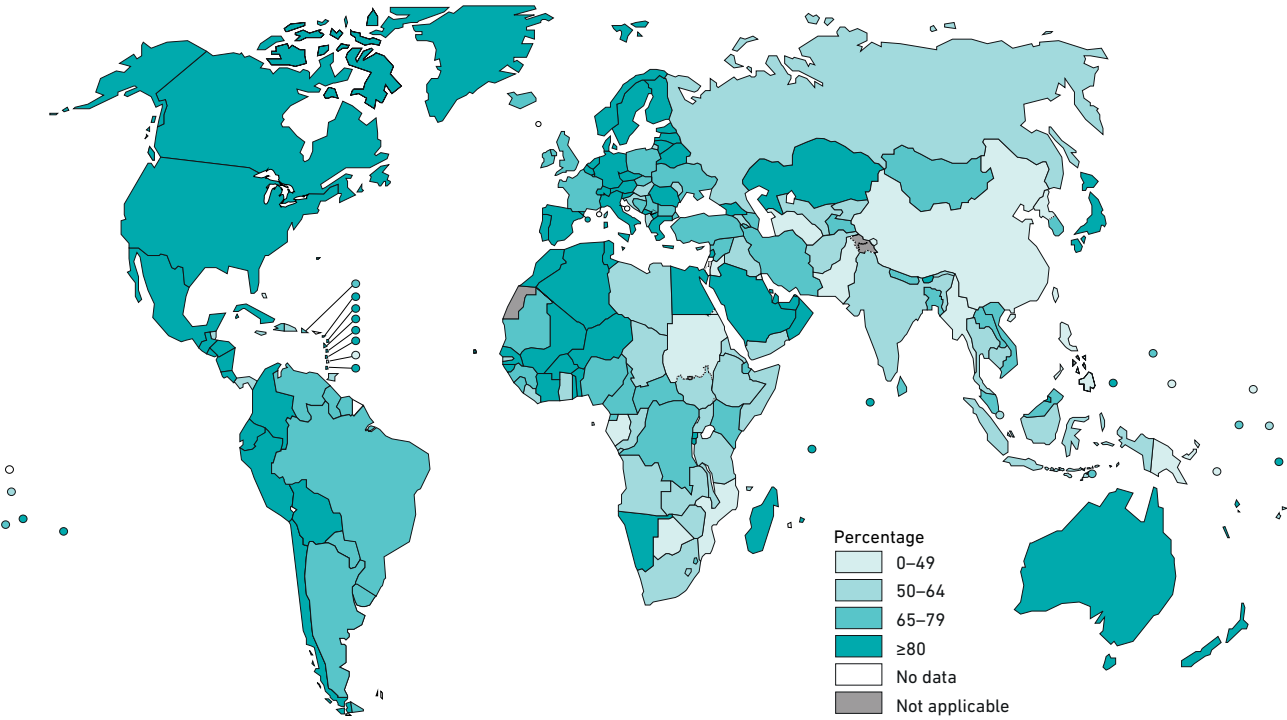 Percentage
0–49
50–64
65–79
≥80
No data
Not applicable